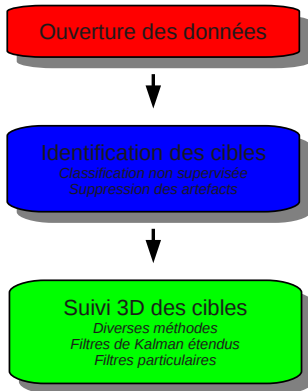 Ouverture des données
Identification des cibles
Classification non supervisée
Suppression des artefacts
Suivi 3D des cibles
Diverses méthodes
Filtres de Kalman étendus
Filtres particulaires